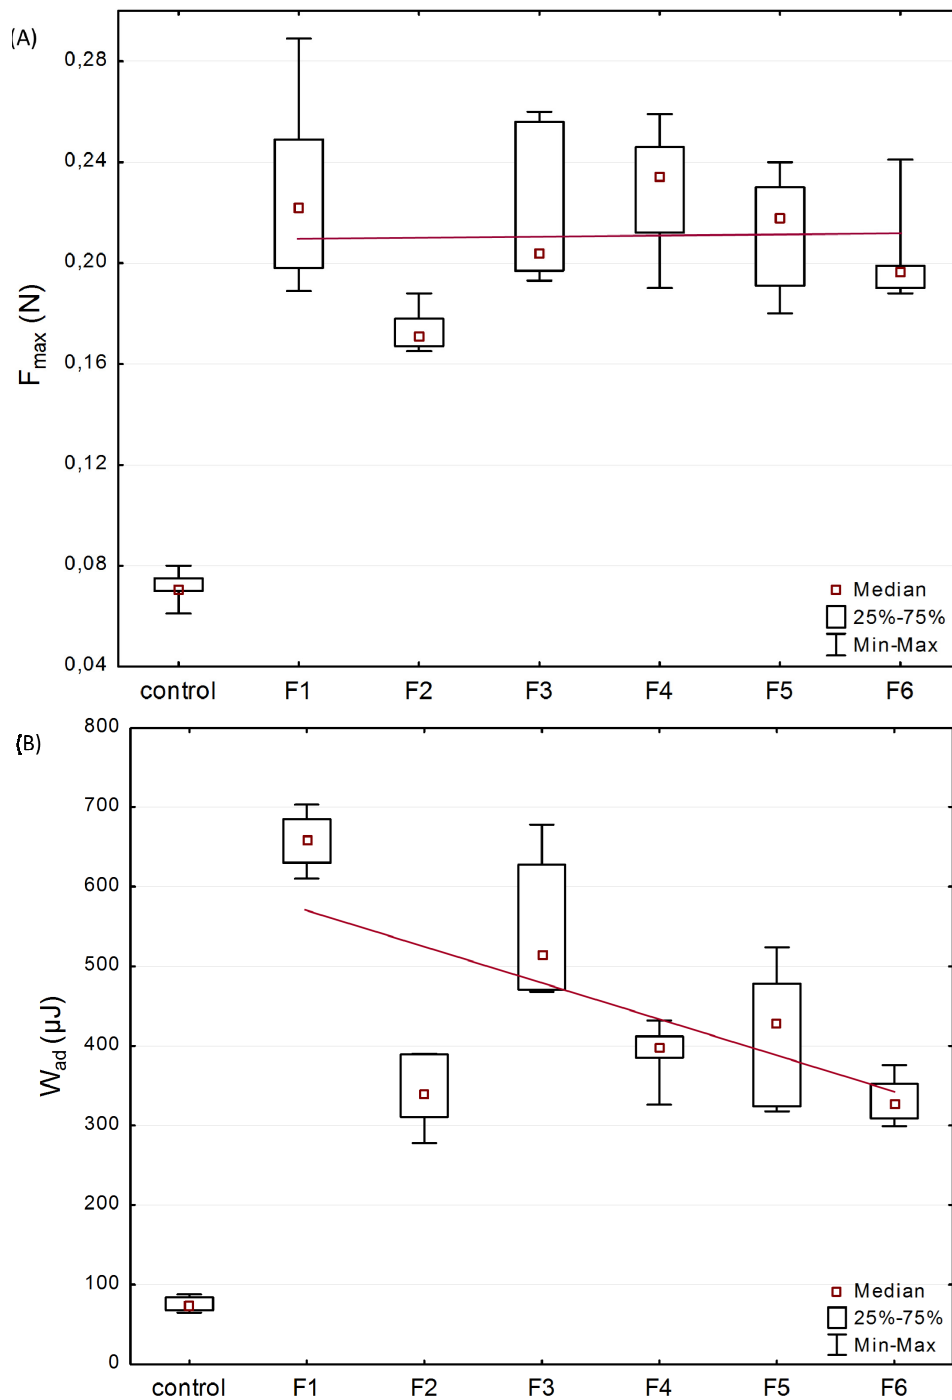 (A)
0,28
0,24
0,20
0,16
0,12
0,08
0,04
Fmax (N)
Median
25%-75%
Min-Max
control F1 F2 F3 F4 F5 F6
(B)
800
700
600
500
400
300
200
100
0
Wad (µJ)
Median
25%-75%
Min-Max
control F1 F2 F3 F4 F5 F6